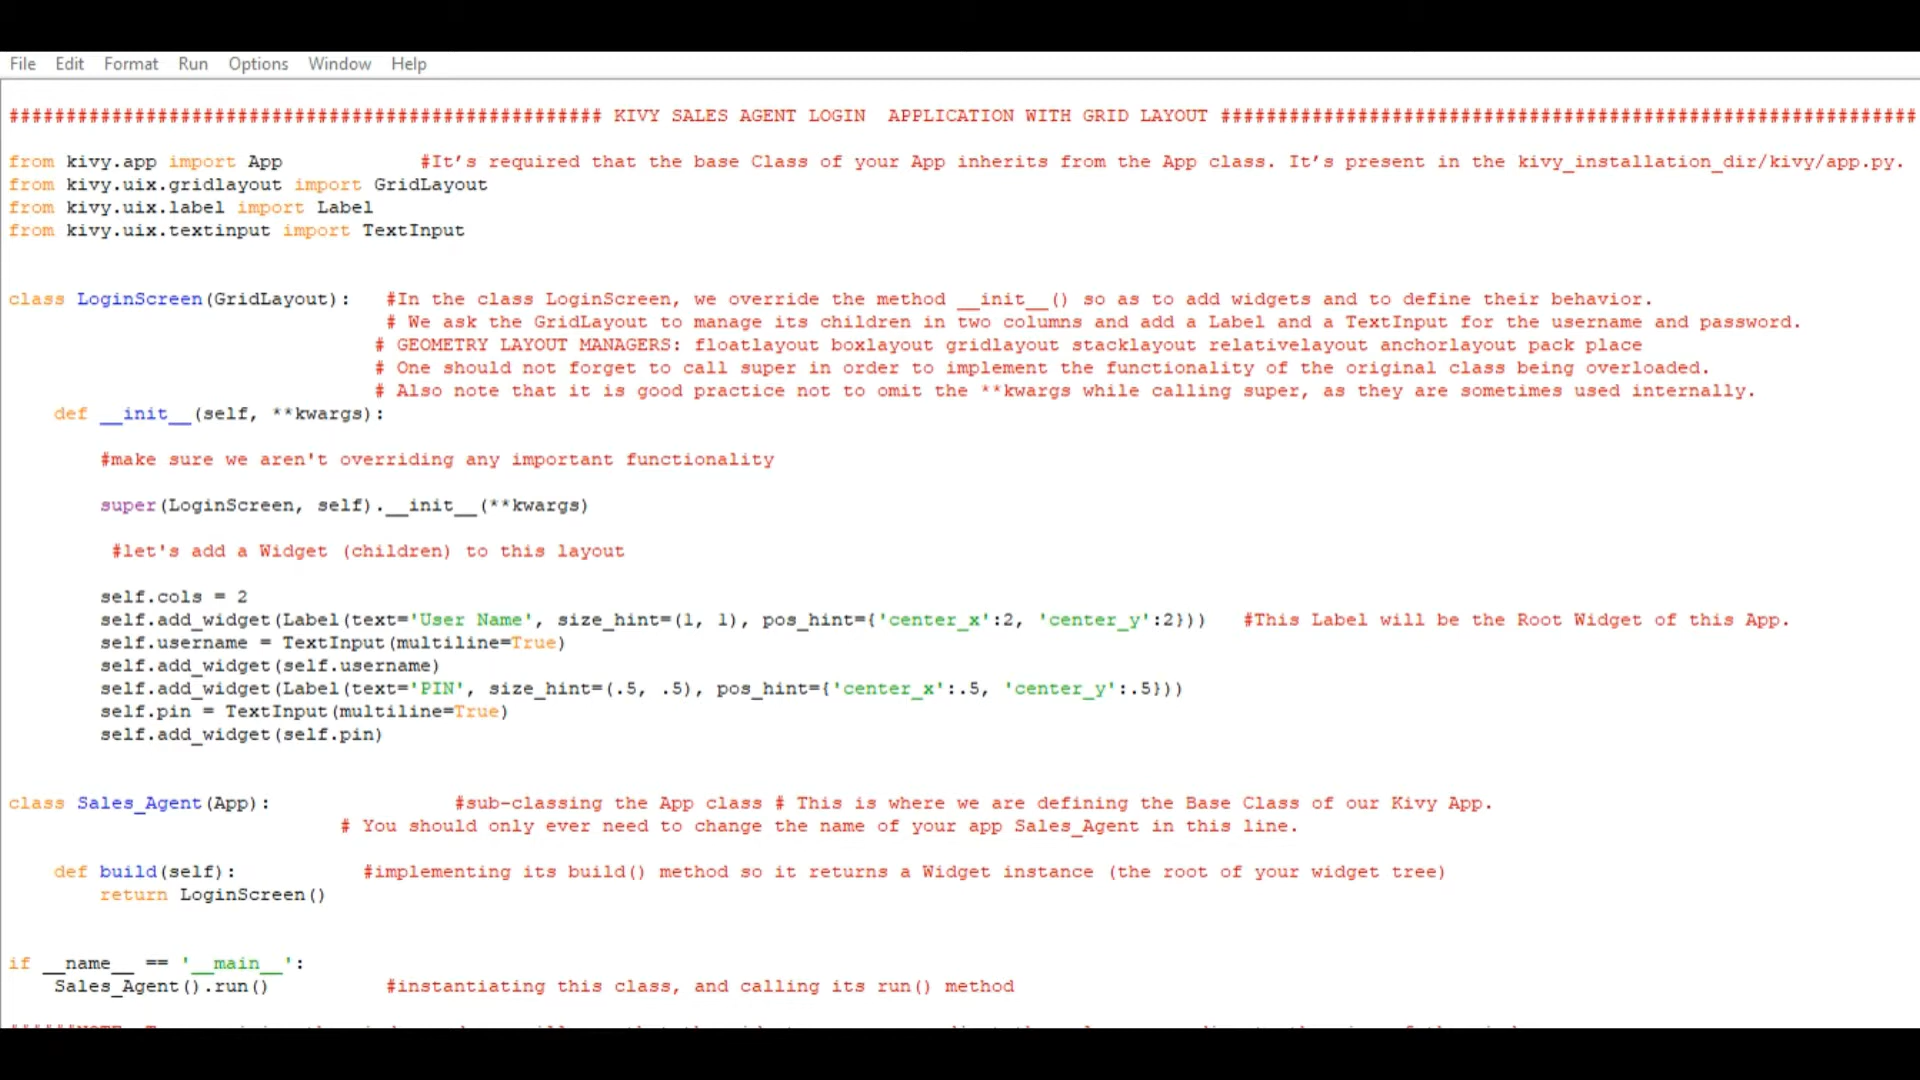 File Edit Format Run Options Window Help
#################################################### KIVY SALES AGENT LOGIN  APPLICATION WITH GRID LAYOUT #############################################################
from kivy.app import App            #It’s required that the base Class of your App inherits from the App class. It’s present in the kivy_installation_dir/kivy/app.py.
from kivy.uix.gridlayout import GridLayout
from kivy.uix.label import Label
from kivy.uix.textinput import TextInput
class LoginScreen(GridLayout):   #In the class LoginScreen, we override the method __init__() so as to add widgets and to define their behavior.
# We ask the GridLayout to manage its children in two columns and add a Label and a TextInput for the username and password.
# GEOMETRY LAYOUT MANAGERS: floatlayout boxlayout gridlayout stacklayout relativelayout anchorlayout pack place
# One should not forget to call super in order to implement the functionality of the original class being overloaded.
# Also note that it is good practice not to omit the **kwargs while calling super, as they are sometimes used internally.
    def __init__(self, **kwargs):
        #make sure we aren't overriding any important functionality
        super(LoginScreen, self).__init__(**kwargs)
         #let's add a Widget (children) to this layout
        self.cols = 2
        self.add_widget(Label(text='User Name', size_hint=(1, 1), pos_hint={'center_x':2, 'center_y':2}))   #This Label will be the Root Widget of this App.
        self.username = TextInput(multiline=True)
        self.add_widget(self.username)
        self.add_widget(Label(text='PIN', size_hint=(.5, .5), pos_hint={'center_x':.5, 'center_y':.5}))
        self.pin = TextInput(multiline=True)
        self.add_widget(self.pin)
class Sales_Agent(App):                #sub-classing the App class # This is where we are defining the Base Class of our Kivy App.
# You should only ever need to change the name of your app Sales_Agent in this line.
    def build(self):           #implementing its build() method so it returns a Widget instance (the root of your widget tree)
        return LoginScreen()
if __name__ == '__main__':
    Sales_Agent().run()          #instantiating this class, and calling its run() method